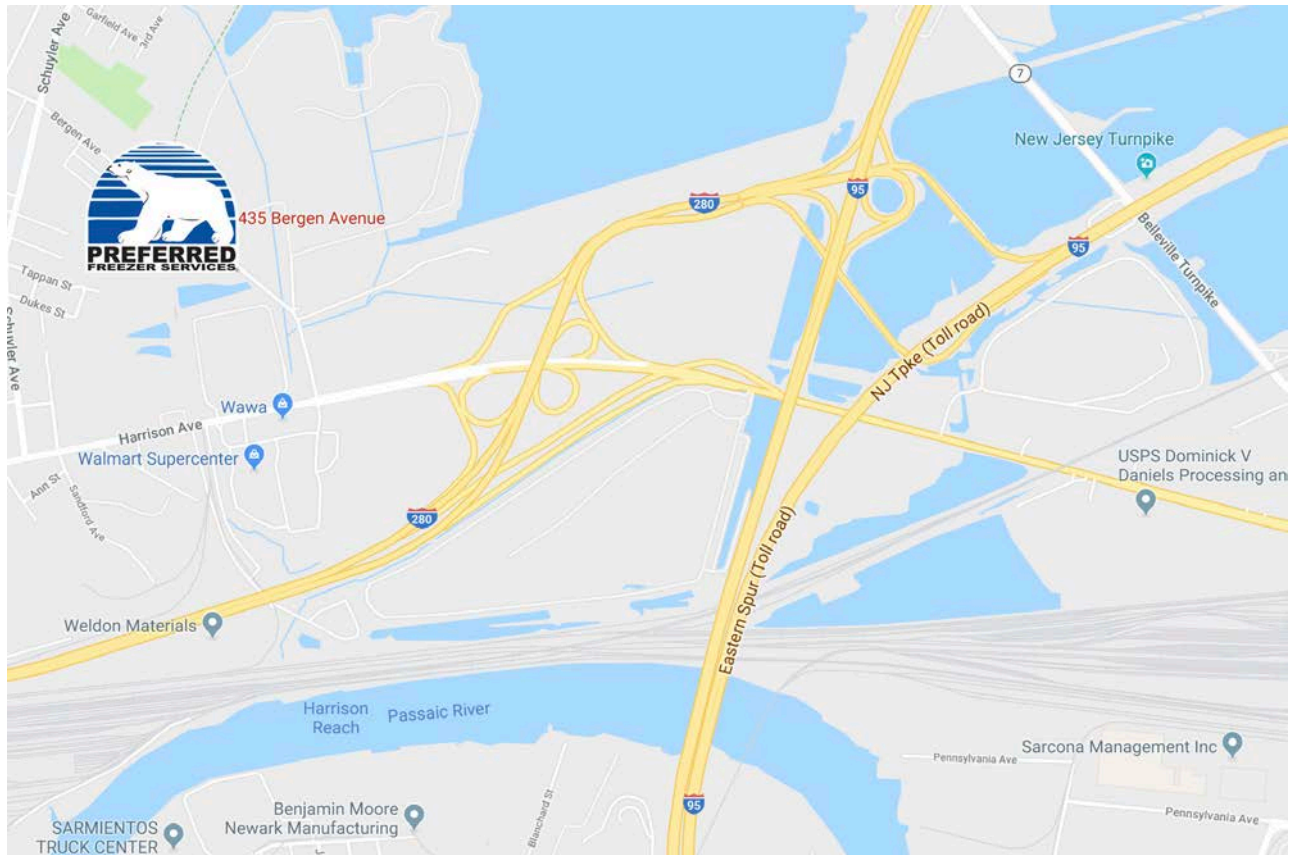 Garfield Ave
3rd Ave
Schuyler Ave
7
Bergen Ave
New Jersey Turnpike
95
280
435 Bergen Avenue
PREFERRED
FREEZER SERVICES
Belleville Turnpike
95
Tappan St
Dukes St
Schuyler Ave
NJ Tpke (Toll road)
Wawa
Harrison Ave
Walmart Supercenter
USPS Dominick V
Daniels Processing an
Ann St
Sandford Ave
280
Eastern Spur (Toll road)
Weldon Materials
Harrison
Reach
Passaic River
Sarcona Management Inc
Pennsylvania Ave
95
Benjamin Moore
Newark Manufacturing
Blanchard St
Pennsylvania Ave
SARMIENTOS
TRUCK CENTER